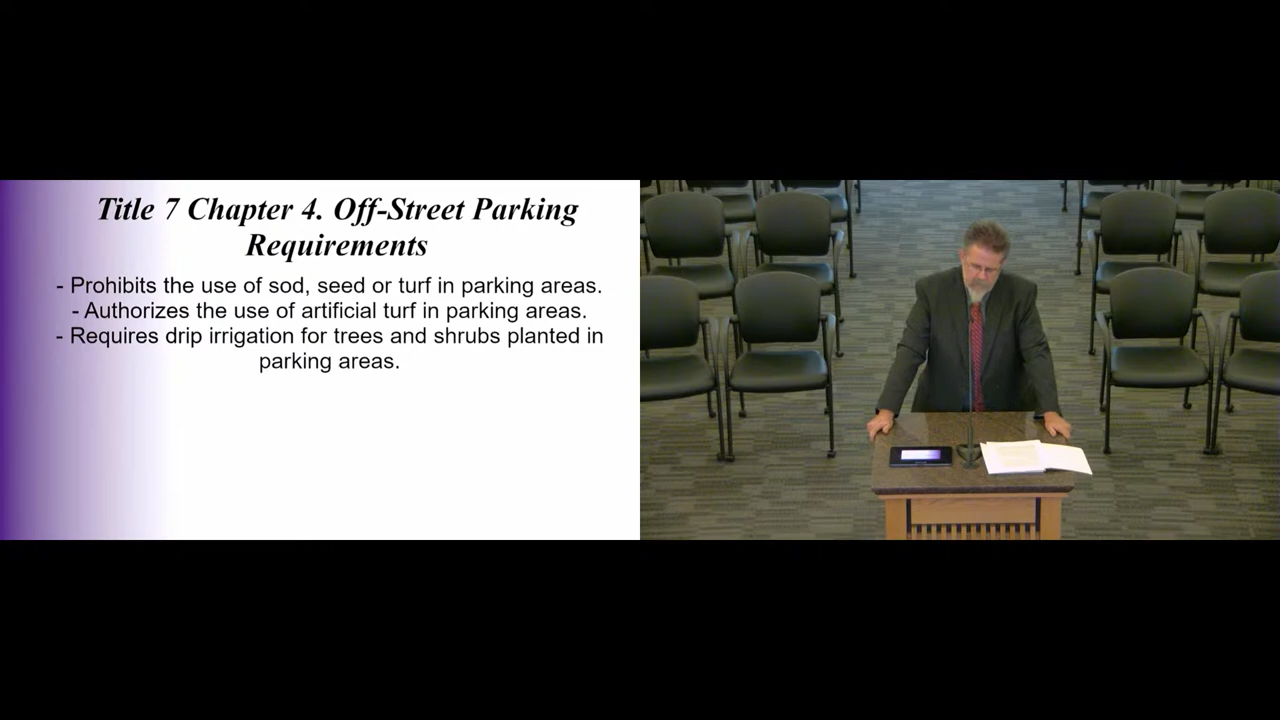 Title 7 Chapter 4. Off-Street Parking
Requirements
- Prohibits the use of sod, seed or turf in parking areas.
- Authorizes the use of artificial turf in parking areas.
- Requires drip irrigation for trees and shrubs planted in
parking areas.